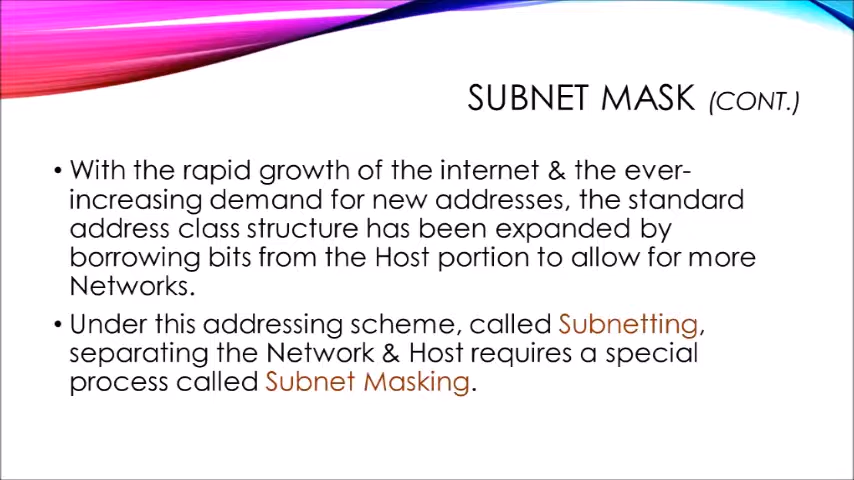 SUBNET MASK (CONT.)
• With the rapid growth of the internet & the ever-
increasing demand for new addresses, the standard
address class structure has been expanded by
borrowing bits from the Host portion to allow for more
Networks.
• Under this addressing scheme, called Subnetting,
separating the Network & Host requires a special
process called Subnet Masking.